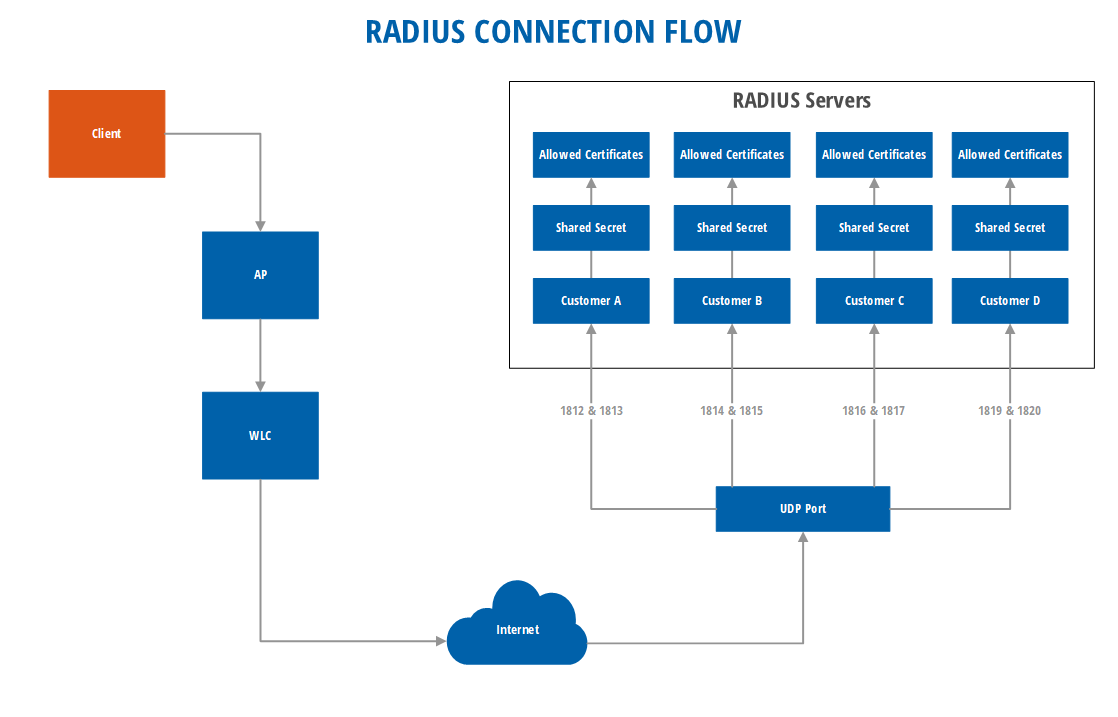 RADIUS CONNECTION FLOW
Client
RADIUS Servers
Allowed Certificates
Allowed Certificates
Allowed Certificates
Allowed Certificates
Shared Secret
Shared Secret
Shared Secret
Shared Secret
AP
Customer A
Customer B
Customer C
Customer D
1812 & 1813
1814 & 1815
1816 & 1817
1819 & 1820
WLC
UDP Port
Internet